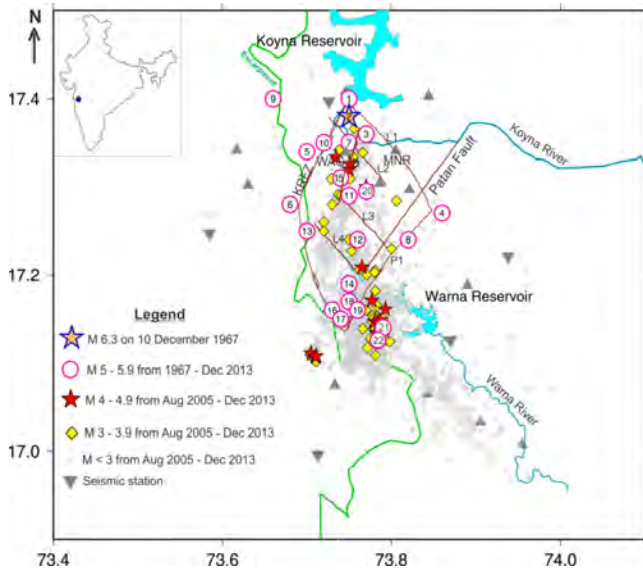 N
Koyna Reservoir
Escarpment
17.4
17.2
17.0
73.4
73.6
73.8
74.0
Koyna River
L1
MNR
L2
Patan Fault
KRFZ
L3
L4
P1
1
9
3
10
7
5
15
20
11
6
4
13
12
8
19
18
16
19
17
21
22
Warna Reservoir
Warna River
Legend
M 6.3 on 10 December 1967
M 5 - 5.9 from 1967 - Dec 2013
M 4 - 4.9 from Aug 2005 - Dec 2013
M 3 - 3.9 from Aug 2005 - Dec 2013
M < 3 from Aug 2005 - Dec 2013
Seismic station